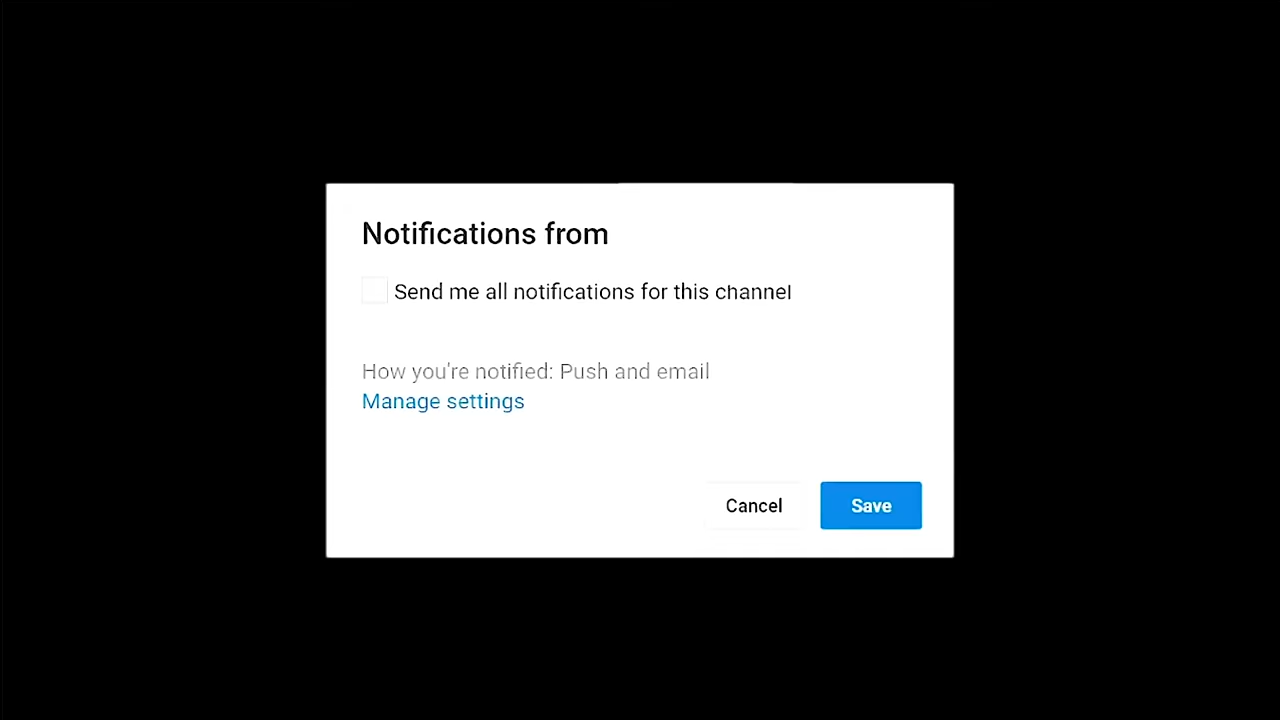 Notifications from
Send me all notifications for this channel
How you're notified: Push and email
Manage settings
Cancel
Save